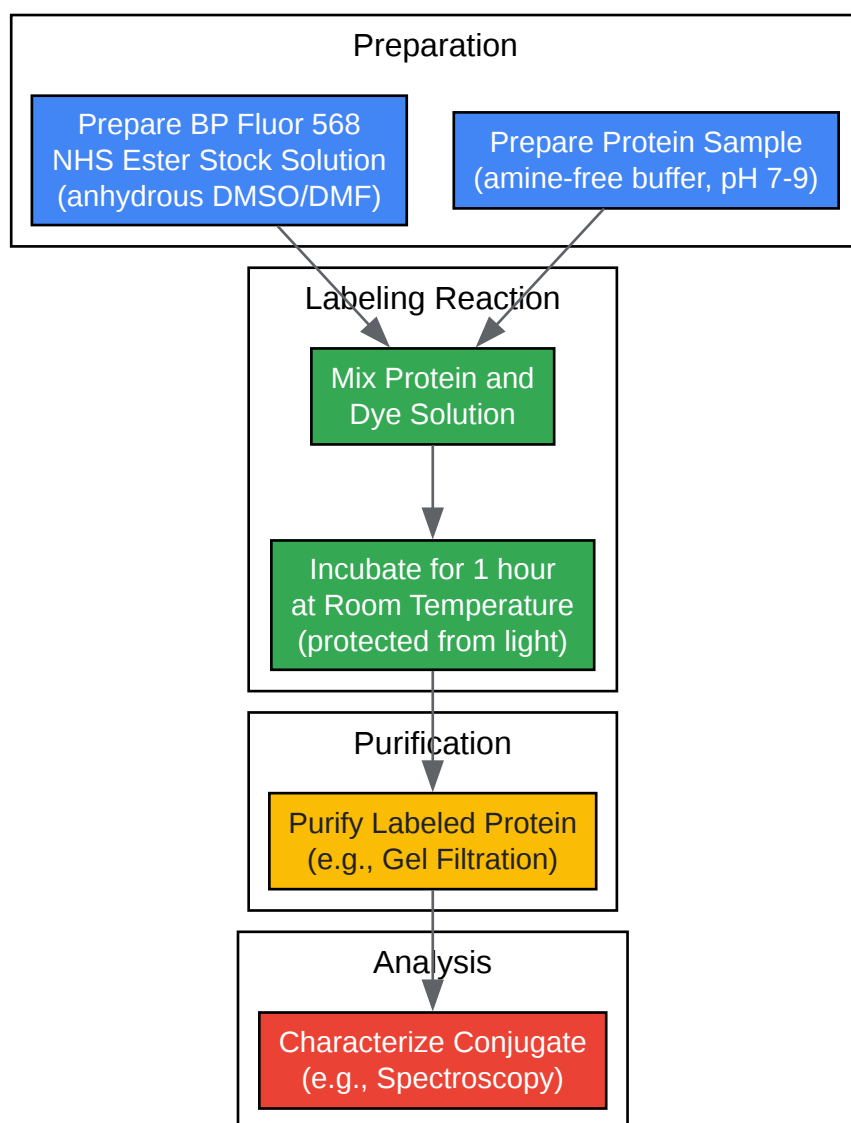 Preparation
Prepare BP Fluor 568
NHS Ester Stock Solution
(anhydrous DMSO/DMF)
Prepare Protein Sample
(amine-free buffer, pH 7-9)
Labeling Reaction
Mix Protein and
Dye Solution
Incubate for 1 hour
at Room Temperature
(protected from light)
Purification
Purify Labeled Protein
(e.g., Gel Filtration)
Analysis
Characterize Conjugate
(e.g., Spectroscopy)